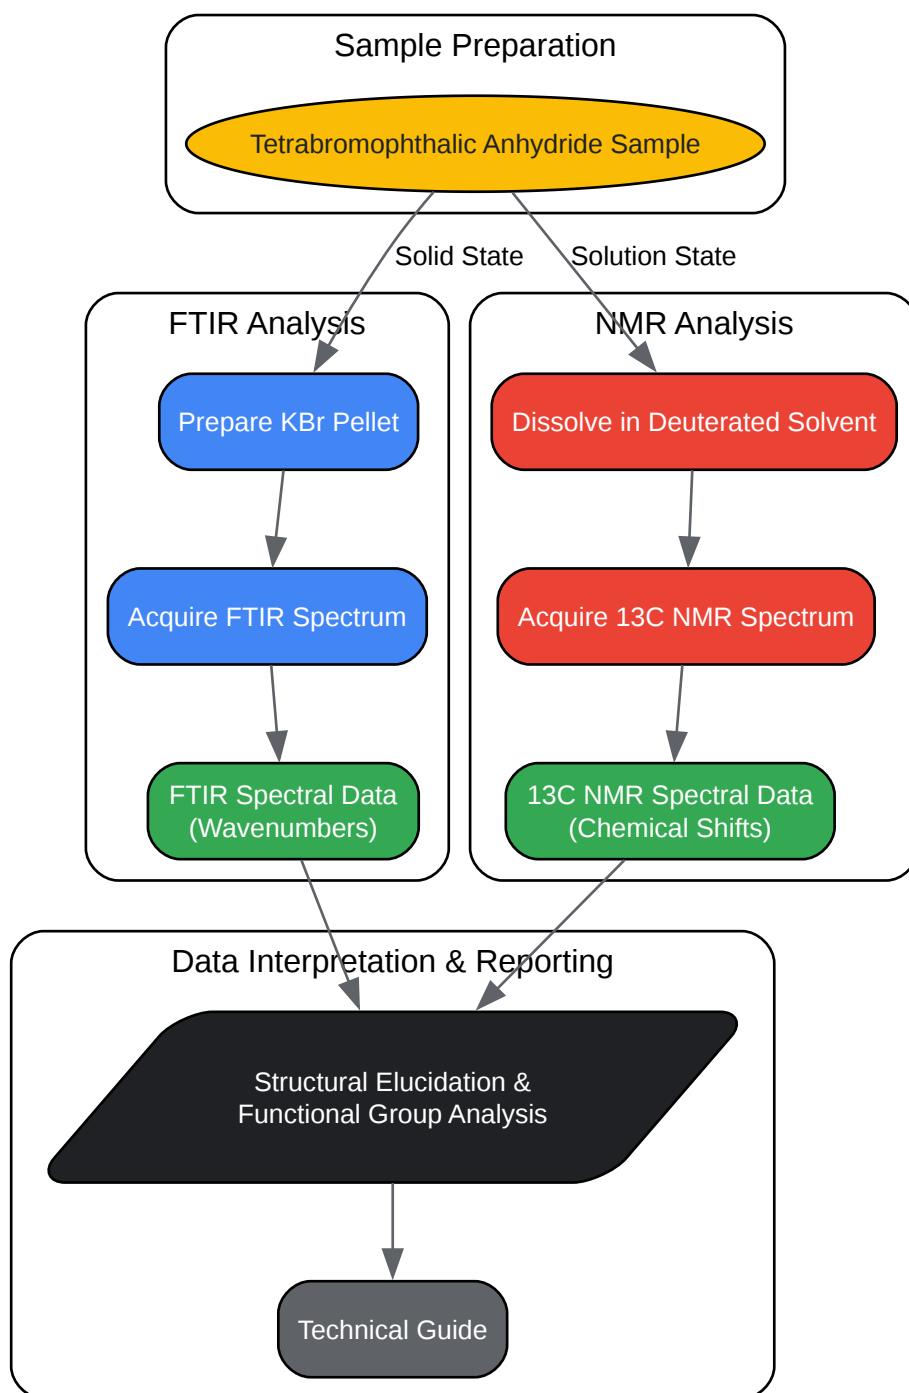 Sample Preparation
Tetrabromophthalic Anhydride Sample
Solid State
Solution State
FTIR Analysis
Prepare KBr Pellet
Acquire FTIR Spectrum
FTIR Spectral Data
(Wavenumbers)
NMR Analysis
Dissolve in Deuterated Solvent
Acquire 13C NMR Spectrum
13C NMR Spectral Data
(Chemical Shifts)
Data Interpretation & Reporting
Structural Elucidation &
Functional Group Analysis
Technical Guide